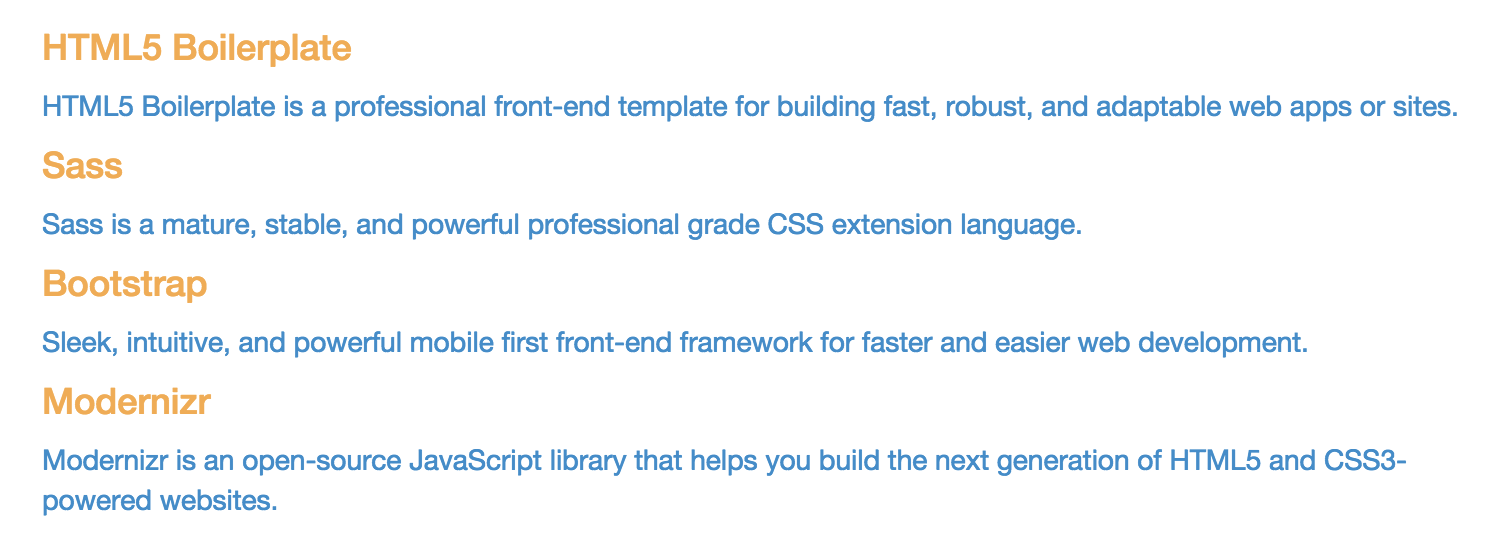 HTML5 Boilerplate
HTML5 Boilerplate is a professional front-end template for building fast, robust, and adaptable web apps or sites.
Sass
Sass is a mature, stable, and powerful professional grade CSS extension language.
Bootstrap
Sleek, intuitive, and powerful mobile first front-end framework for faster and easier web development.
Modernizr
Modernizr is an open-source JavaScript library that helps you build the next generation of HTML5 and CSS3-
powered websites.